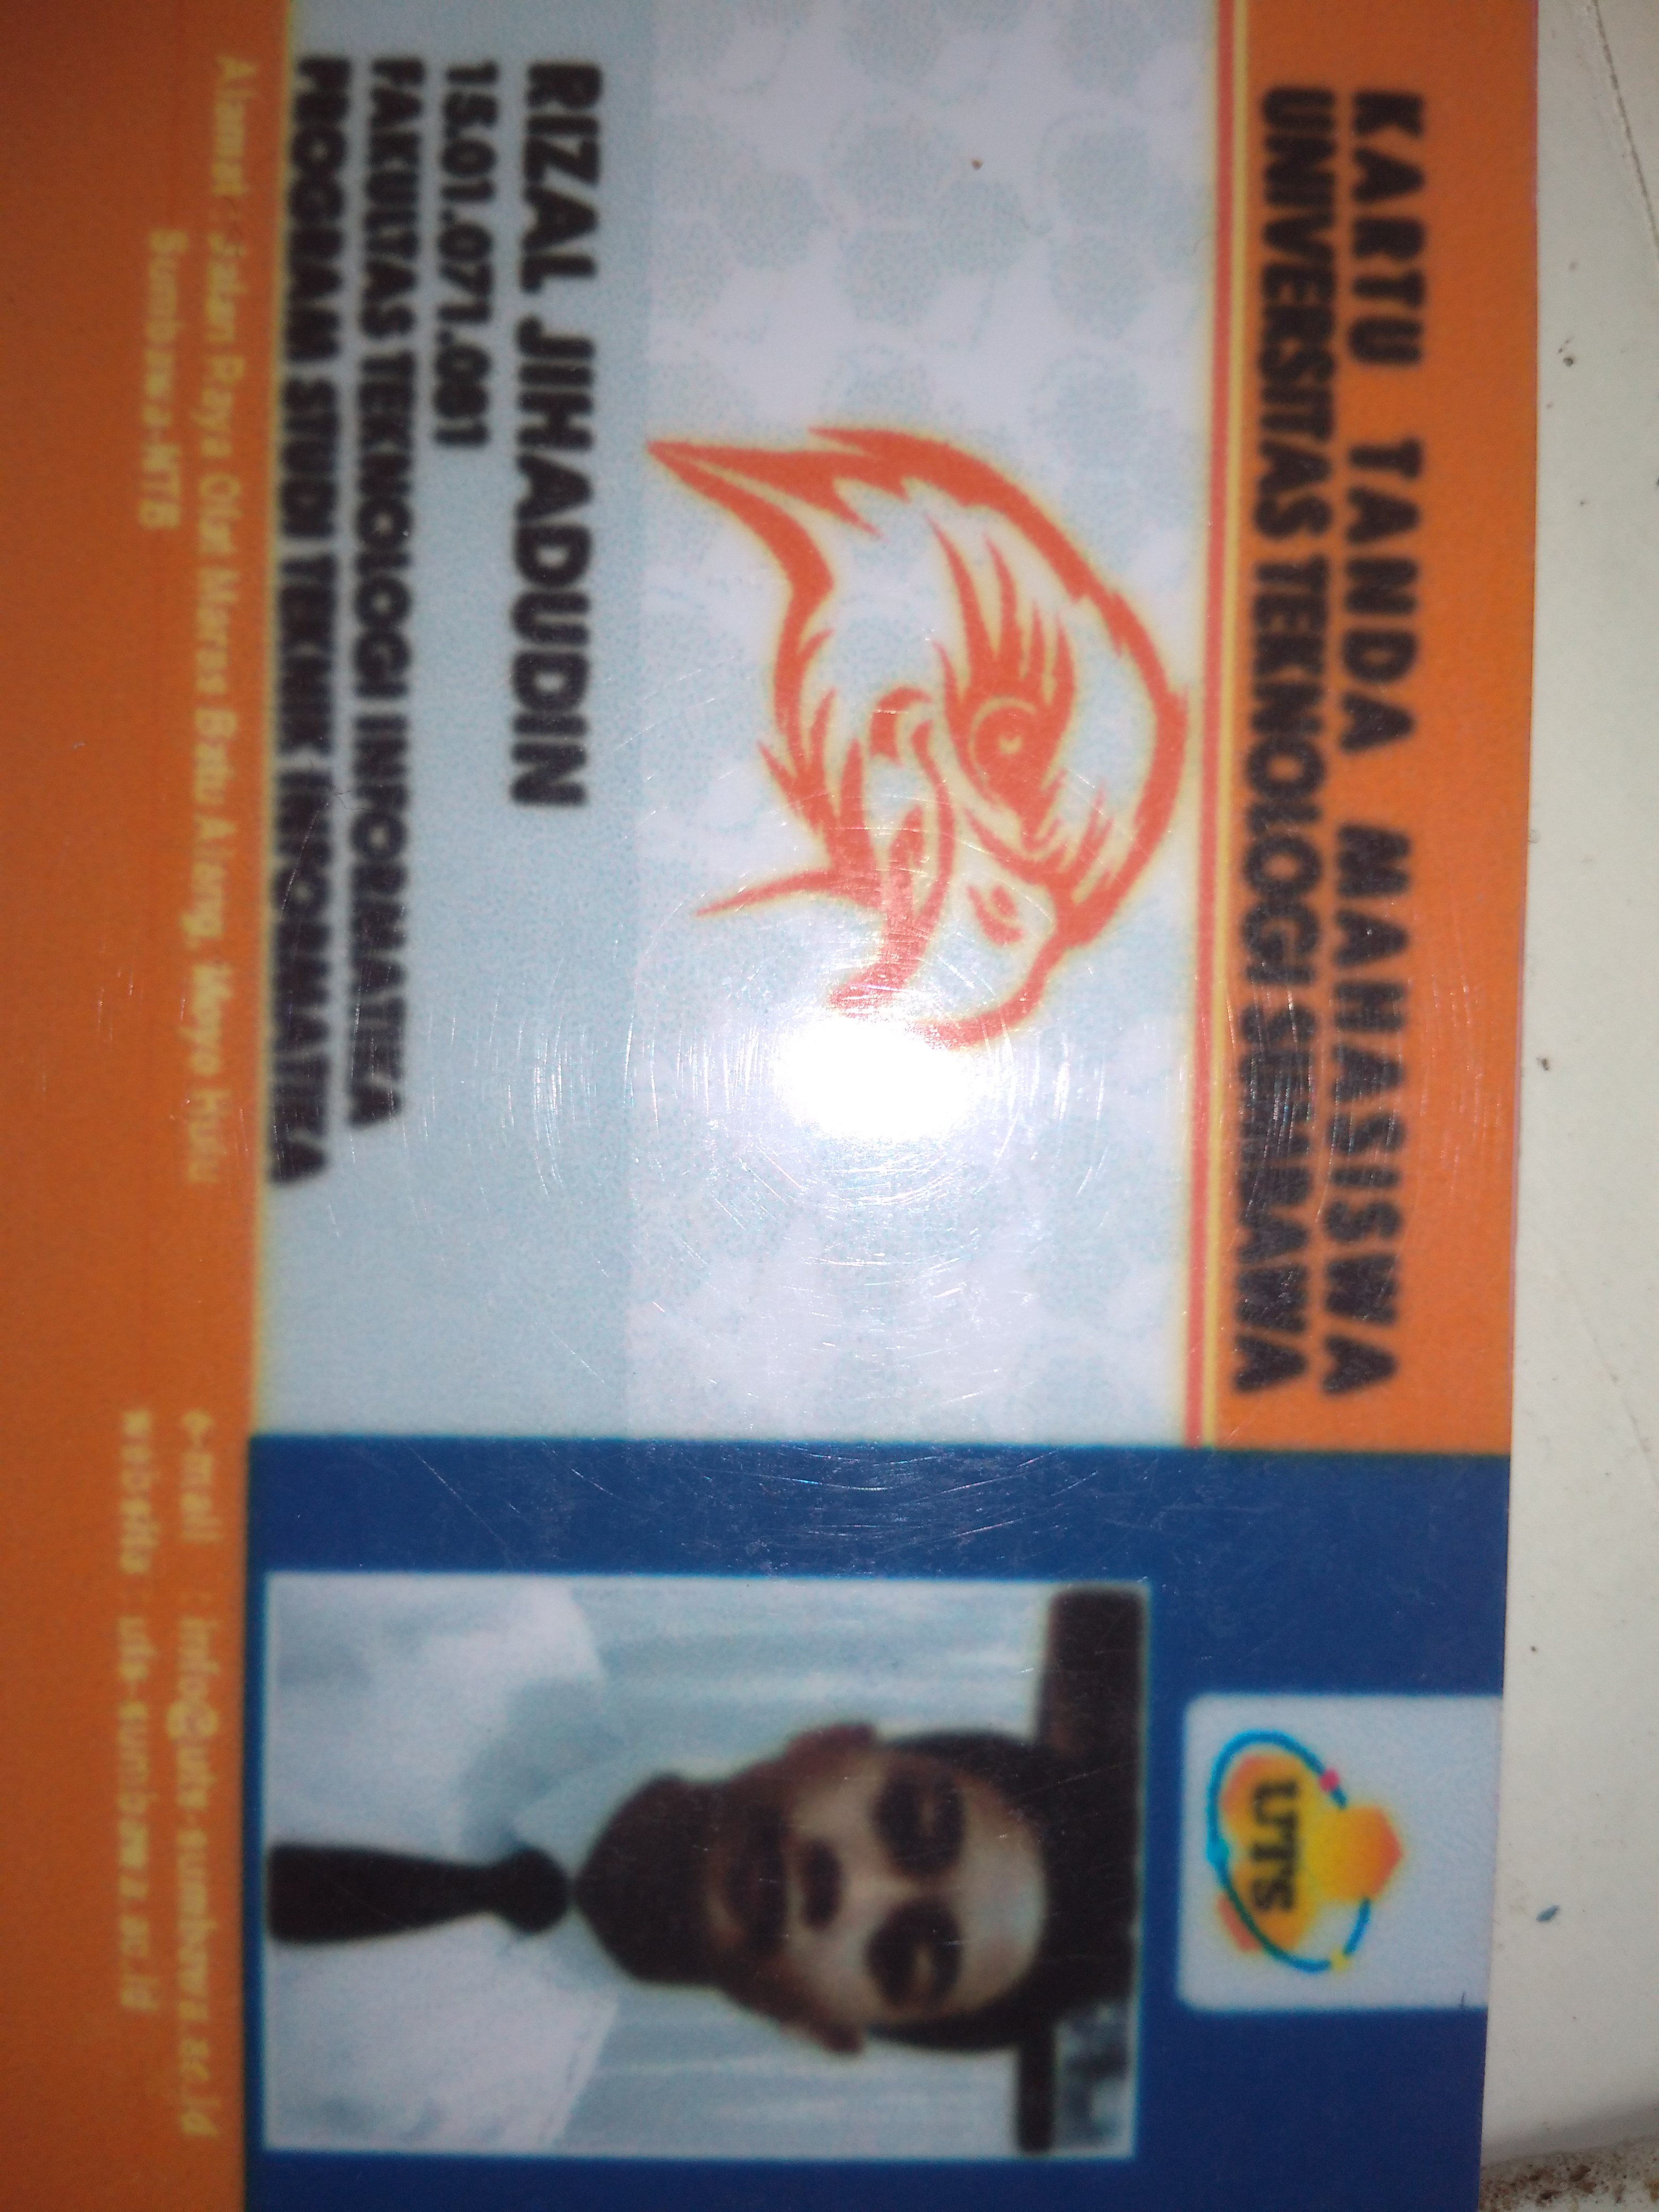 KARTU TANDA MAHASISWA
UNIVERSITAS TEKNOLOGI SUMBAWA
UTS
RIZAL JIHADUDIN
15.01.071.081
FAKULTAS TEKNOLOGI INFORMATIKA
PROGRAM STUDI TEKNIK INFORMATIKA
Alamat : Jalan Raya Olat Maras Batu Alang, Moyo Hulu
Sumbawa-NTB
e-mail : info@uts-sumbawa.ac.id
website : uts-sumbawa.ac.id